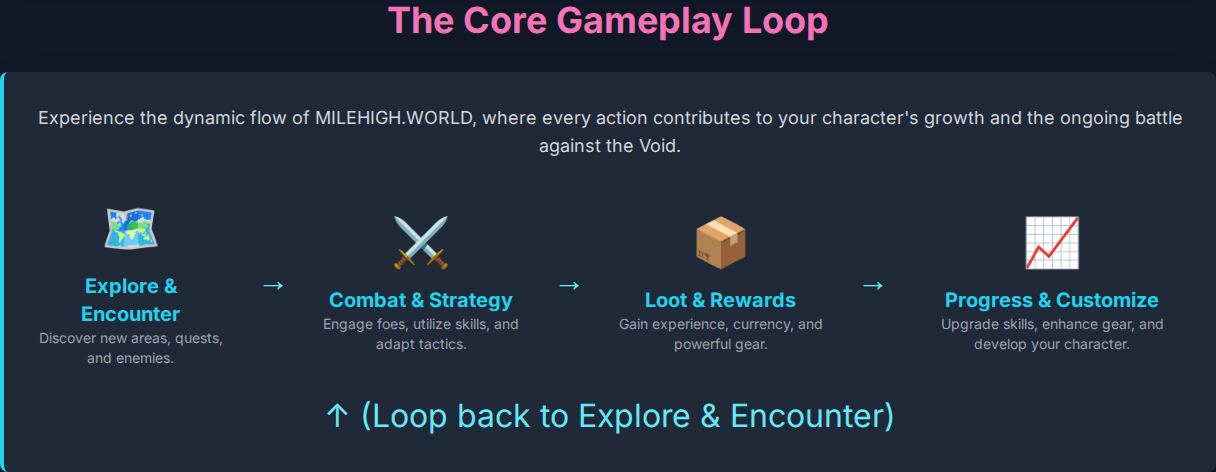 The Core Gameplay Loop
Experience the dynamic flow of MILEHIGH.WORLD, where every action contributes to your character's growth and the ongoing battle
against the Void.
Explore &
Encounter
Discover new areas, quests,
and enemies.
→
Combat & Strategy
Engage foes, utilize skills, and
adapt tactics.
→
Loot & Rewards
Gain experience, currency, and
powerful gear.
→
Progress & Customize
Upgrade skills, enhance gear, and
develop your character.
↑ (Loop back to Explore & Encounter)